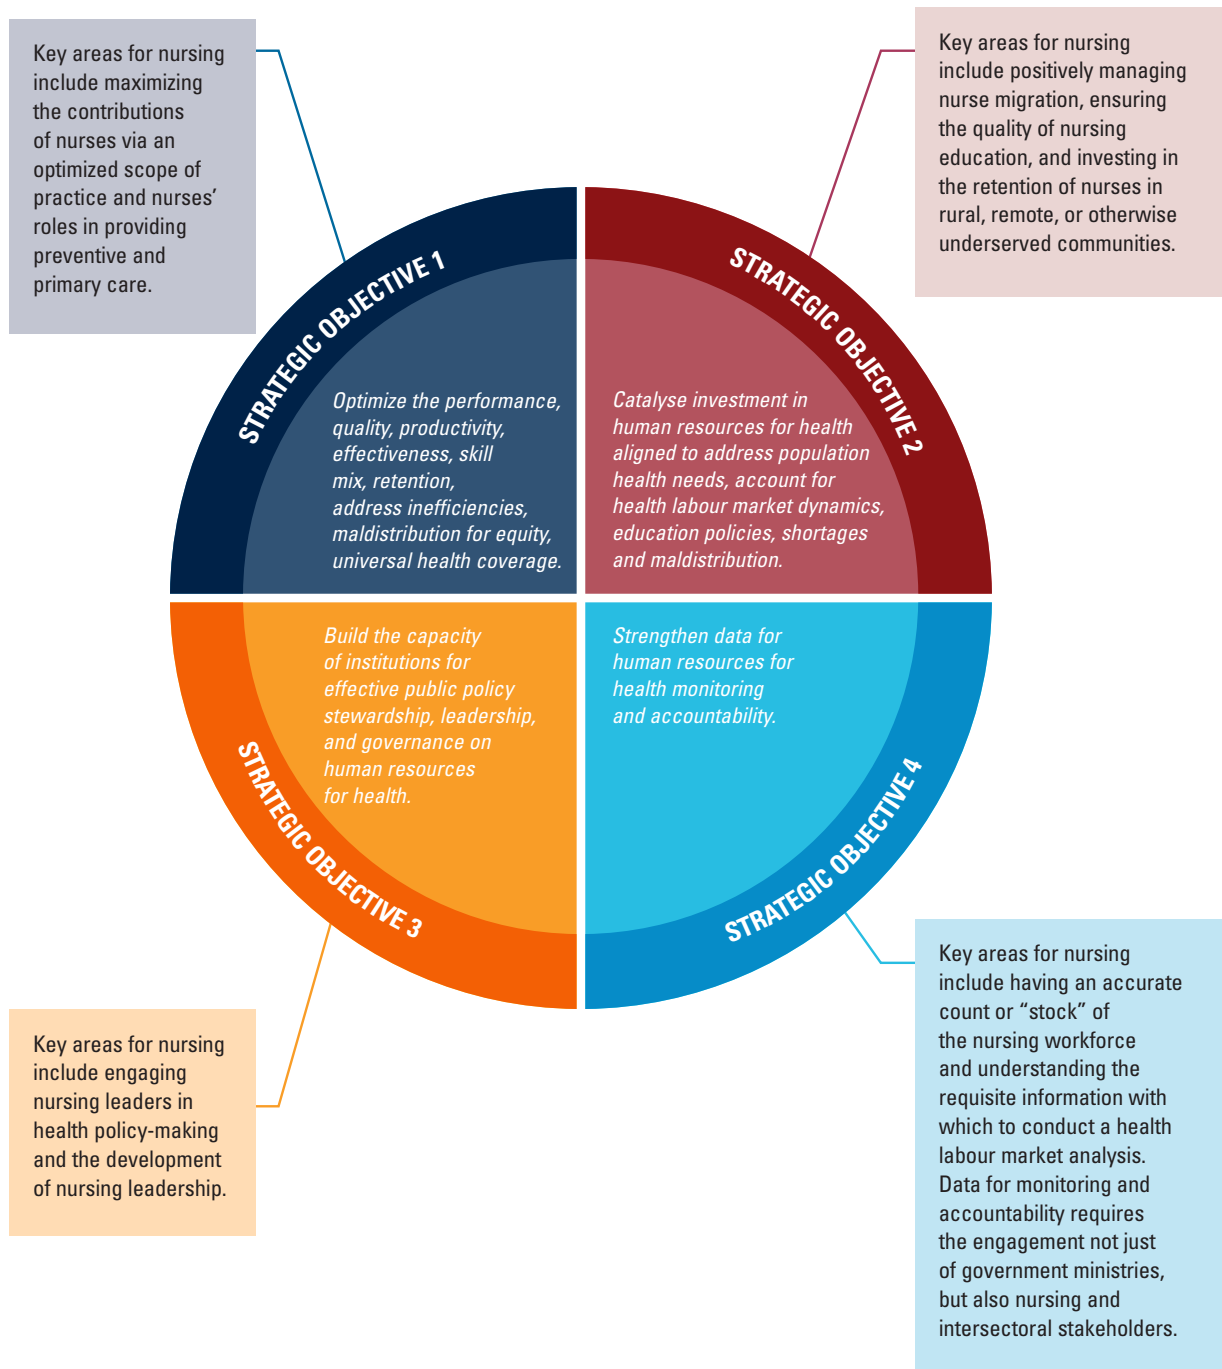 Key areas for nursing
include maximizing
the contributions
of nurses via an
optimized scope of
practice and nurses’
roles in providing
preventive and
primary care.
Key areas for nursing
include positively managing
nurse migration, ensuring
the quality of nursing
education, and investing in
the retention of nurses in
rural, remote, or otherwise
underserved communities.
STRATEGIC OBJECTIVE 1
Optimize the performance,
quality, productivity,
effectiveness, skill
mix, retention,
address inefficiencies,
maldistribution for equity,
universal health coverage.
STRATEGIC OBJECTIVE 2
Catalyse investment in
human resources for health
aligned to address population
health needs, account for
health labour market dynamics,
education policies, shortages
and maldistribution.
Build the capacity
of institutions for
effective public policy
stewardship, leadership,
and governance on
human resources
for health.
STRATEGIC OBJECTIVE 3
Strengthen data for
human resources for
health monitoring
and accountability.
STRATEGIC OBJECTIVE 4
Key areas for nursing
include engaging
nursing leaders in
health policy-making
and the development
of nursing leadership.
Key areas for nursing
include having an accurate
count or “stock” of
the nursing workforce
and understanding the
requisite information with
which to conduct a health
labour market analysis.
Data for monitoring and
accountability requires
the engagement not just
of government ministries,
but also nursing and
intersectoral stakeholders.